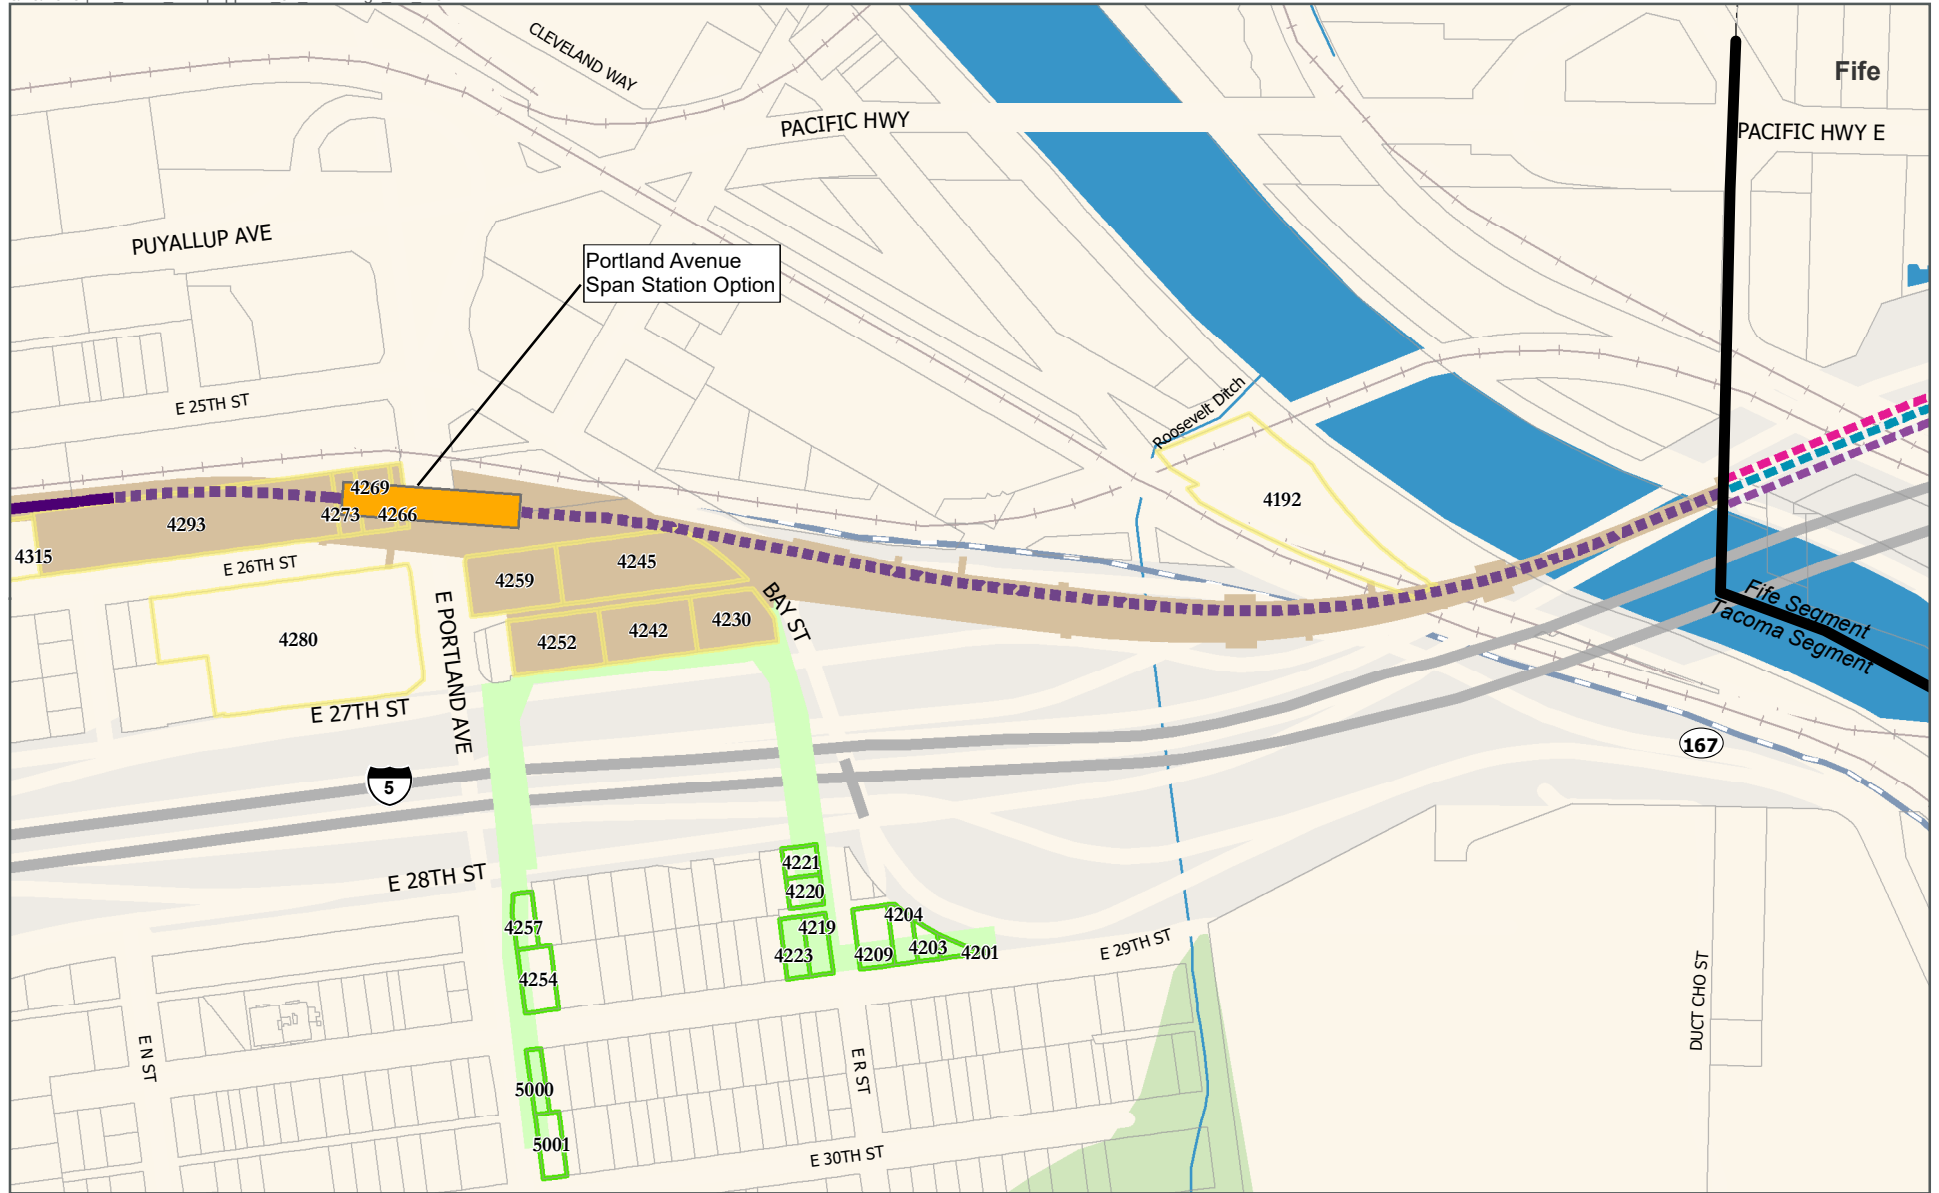 CLEVELAND WAY
Fife
PACIFIC HWY
PACIFIC HWY E
PUYALLUP AVE
Portland Avenue
Span Station Option
E 25TH ST
Roosevelt Ditch
4269
4192
4273
4266
4293
4315
E 26TH ST
4259
4245
4230
4242
4252
4280
BAY ST
E PORTLAND AVE
Fife Segment
Tacoma Segment
E 27TH ST
167
5
E 28TH ST
4221
4220
4257
4219
4204
4223
4209
4203
4201
E 29TH ST
4254
DUCT CHO ST
E N ST
E R ST
5000
5001
E 30TH ST